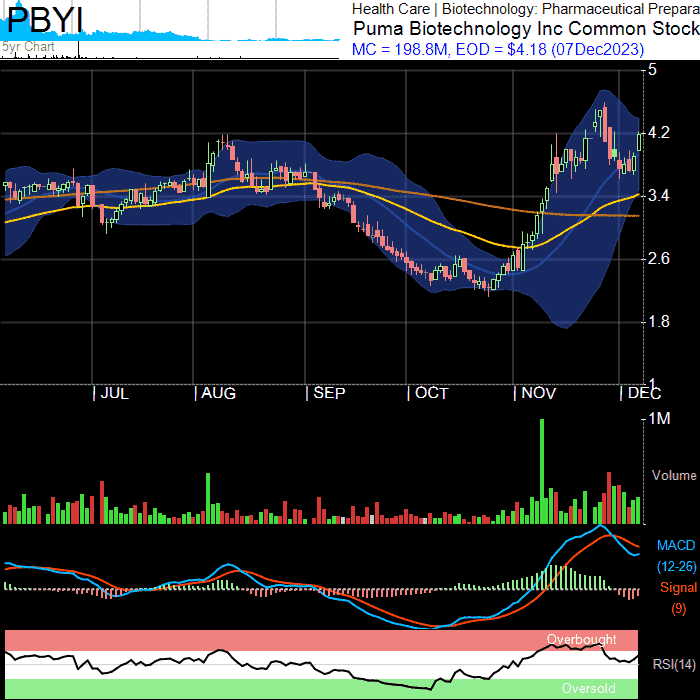 PBYI
5yr Chart
Health Care | Biotechnology: Pharmaceutical Prepara
Puma Biotechnology Inc Common Stock
MC = 198.8M, EOD = $4.18 (07Dec2023)
5
4.2
3.4
2.6
1.8
1
| JUL | AUG | SEP | OCT | NOV | DEC
1M
Volume
MACD
(12-26)
Signal
(9)
Overbought
RSI(14)
Oversold